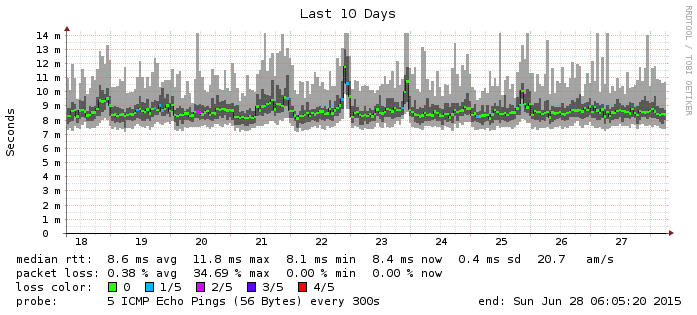 Last 10 Days
RRDTOOL / TOBI OETIKER
Seconds
14 m
13 m
12 m
11 m
10 m
9 m
8 m
7 m
6 m
5 m
4 m
3 m
2 m
1 m
0
18 19 20 21 22 23 24 25 26 27
median rtt: 8.6 ms avg 11.8 ms max 8.1 ms min 8.4 ms now 0.4 ms sd 20.7 am/s
packet loss: 0.38 % avg 34.69 % max 0.00 % min 0.00 % now
loss color: 0 1/5 2/5 3/5 4/5
probe: 5 ICMP Echo Pings (56 Bytes) every 300s end: Sun Jun 28 06:05:20 2015